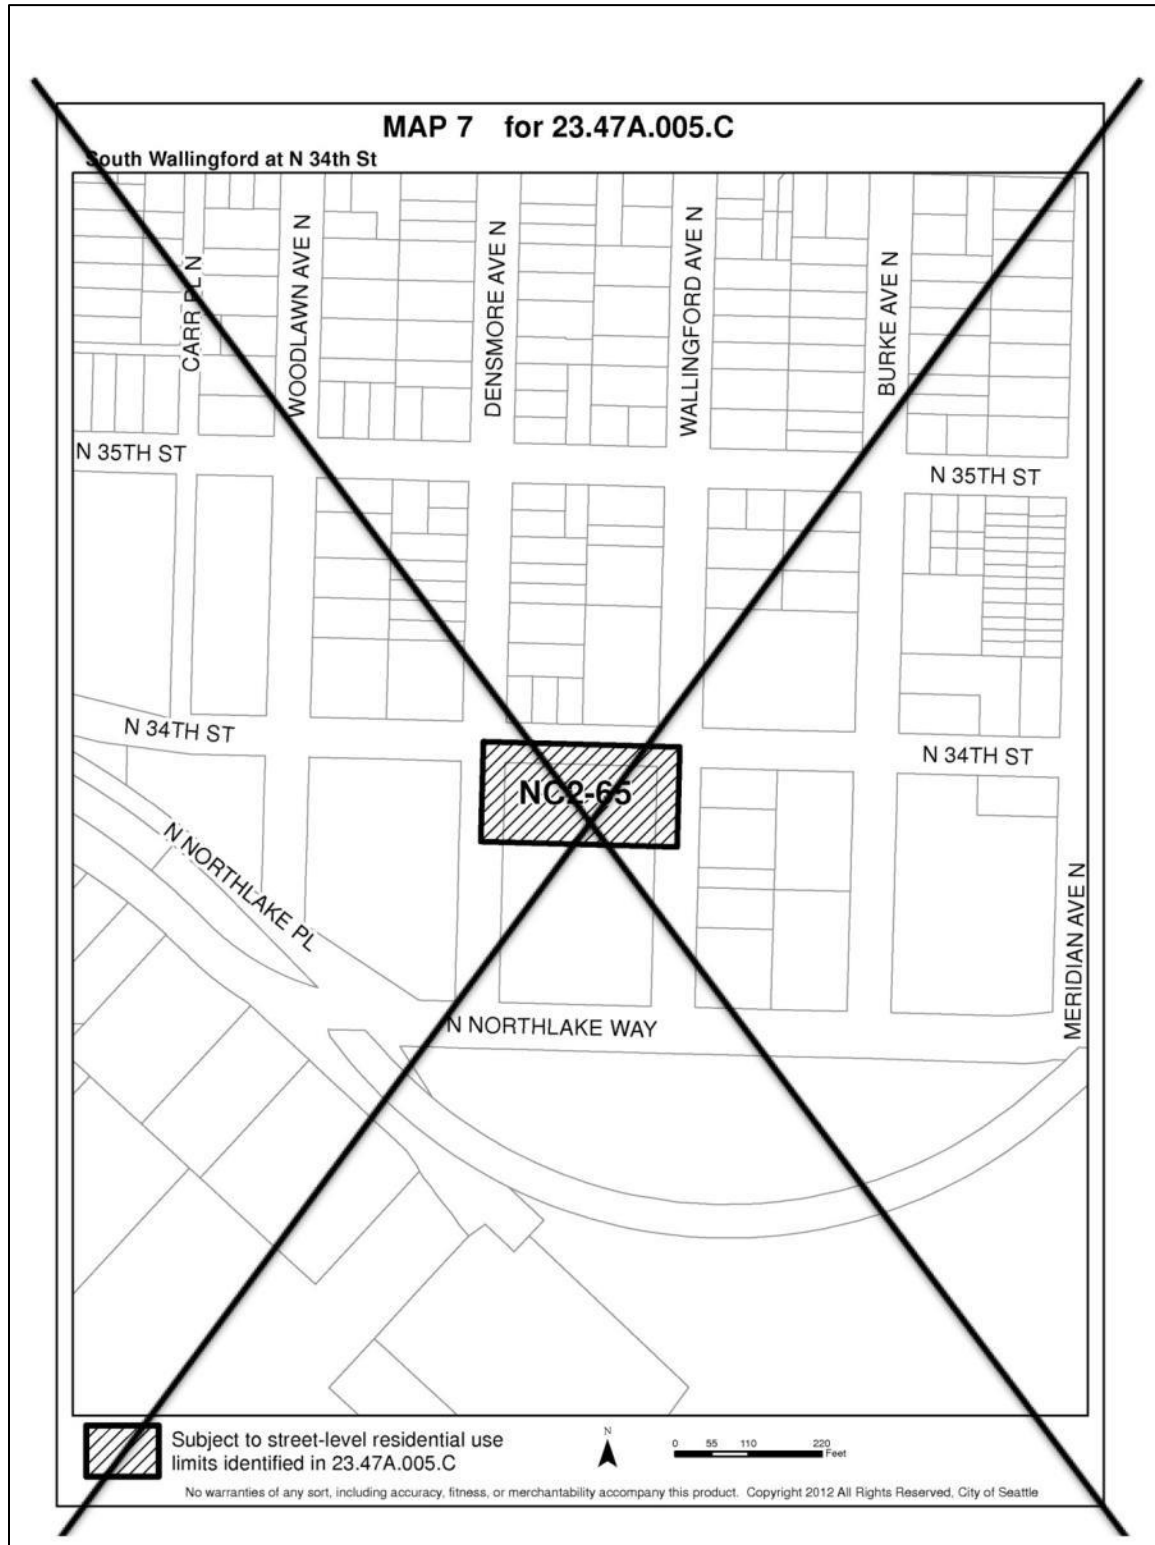 MAP 7 for 23.47A.005.C
South Wallingford at N 34th St
CARR PL N
WOODLAWN AVE N
DENSMORE AVE N
WALLINGFORD AVE N
BURKE AVE N
N 35TH ST
N 35TH ST
N 34TH ST
N 34TH ST
NC2-65
N NORTHLAKE PL
MERIDIAN AVE N
N NORTHLAKE WAY
Subject to street-level residential use
limits identified in 23.47A.005.C
N
0 55 110 220
Feet
No warranties of any sort, including accuracy, fitness, or merchantability accompany this product. Copyright 2012 All Rights Reserved, City of Seattle